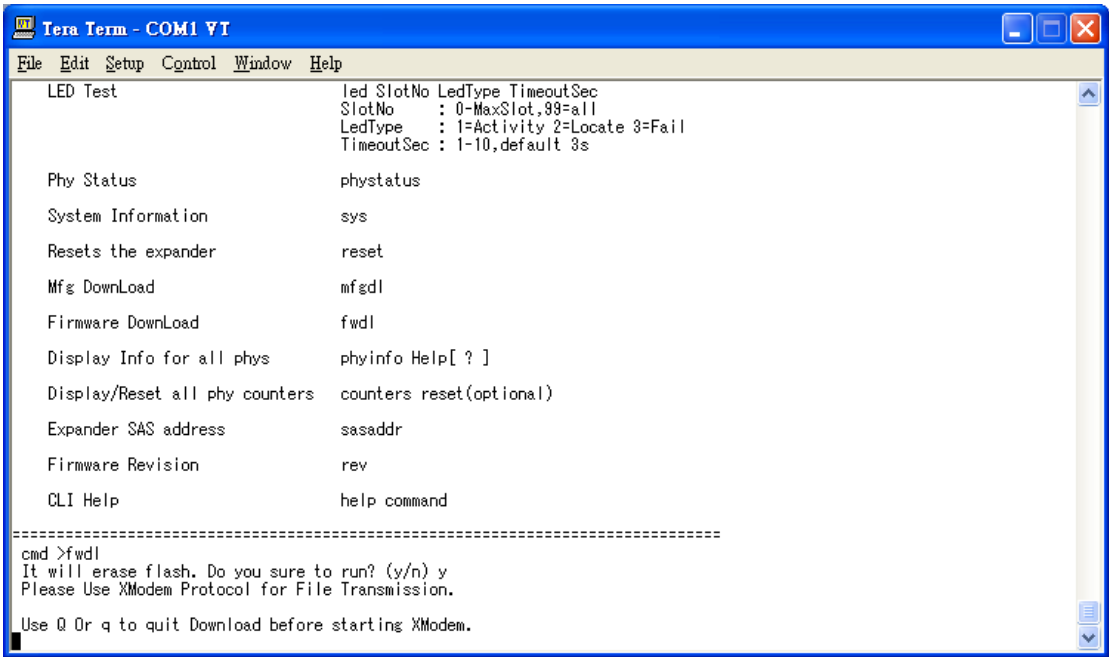 Tera Term - COM1 VT
File Edit Setup Control Window Help
LED Test led SlotNo LedType TimeoutSec
SlotNo : 0-MaxSlot,99=all
LedType : 1=Activity 2=Locate 3=Fail
TimeoutSec : 1-10,default 3s
Phy Status phystatus
System Information sys
Resets the expander reset
Mfg DownLoad mfgdl
Firmware DownLoad fwdl
Display Info for all phys phyinfo Help[ ? ]
Display/Reset all phy counters counters reset(optional)
Expander SAS address sasaddr
Firmware Revision rev
CLI Help help command
================================================================================
cmd >fwdl
It will erase flash. Do you sure to run? (y/n) y
Please Use XModem Protocol for File Transmission.
Use Q Or q to quit Download before starting XModem.